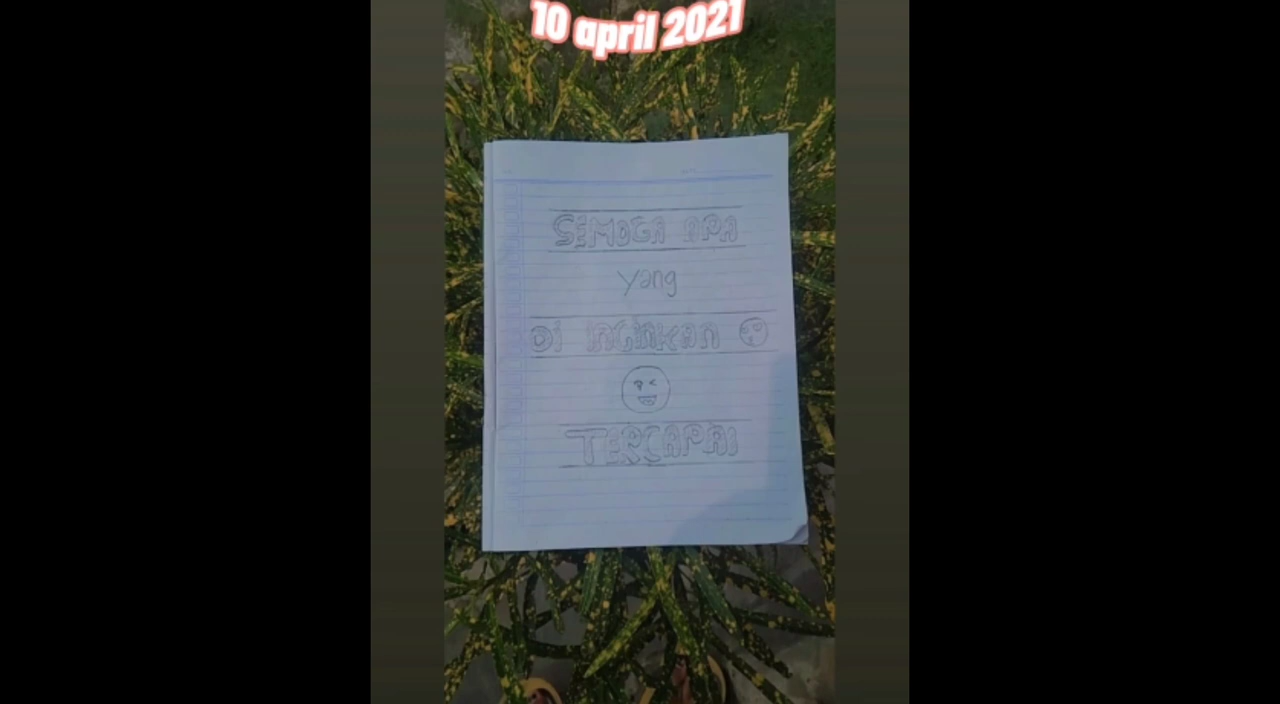 10 april 2021
SEMOGA APA
yang
Di INGiNKAN
TERCAPAI